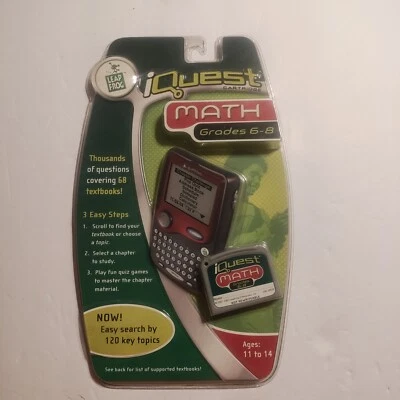 LEAP
FROG
iQuest
CARTR
MATH
Grades 6-8
Thousands
of questions
covering 68
textbooks!
3 Easy Steps
1. Scroll to find your
textbook or choose
a topic.
2. Select a chapter
to study.
3. Play fun quiz games
to master the chapter
material.
iQuest
MATH
NOW!
Easy search by
120 key topics
Ages:
11 to 14
See back for list of supported textbooks!